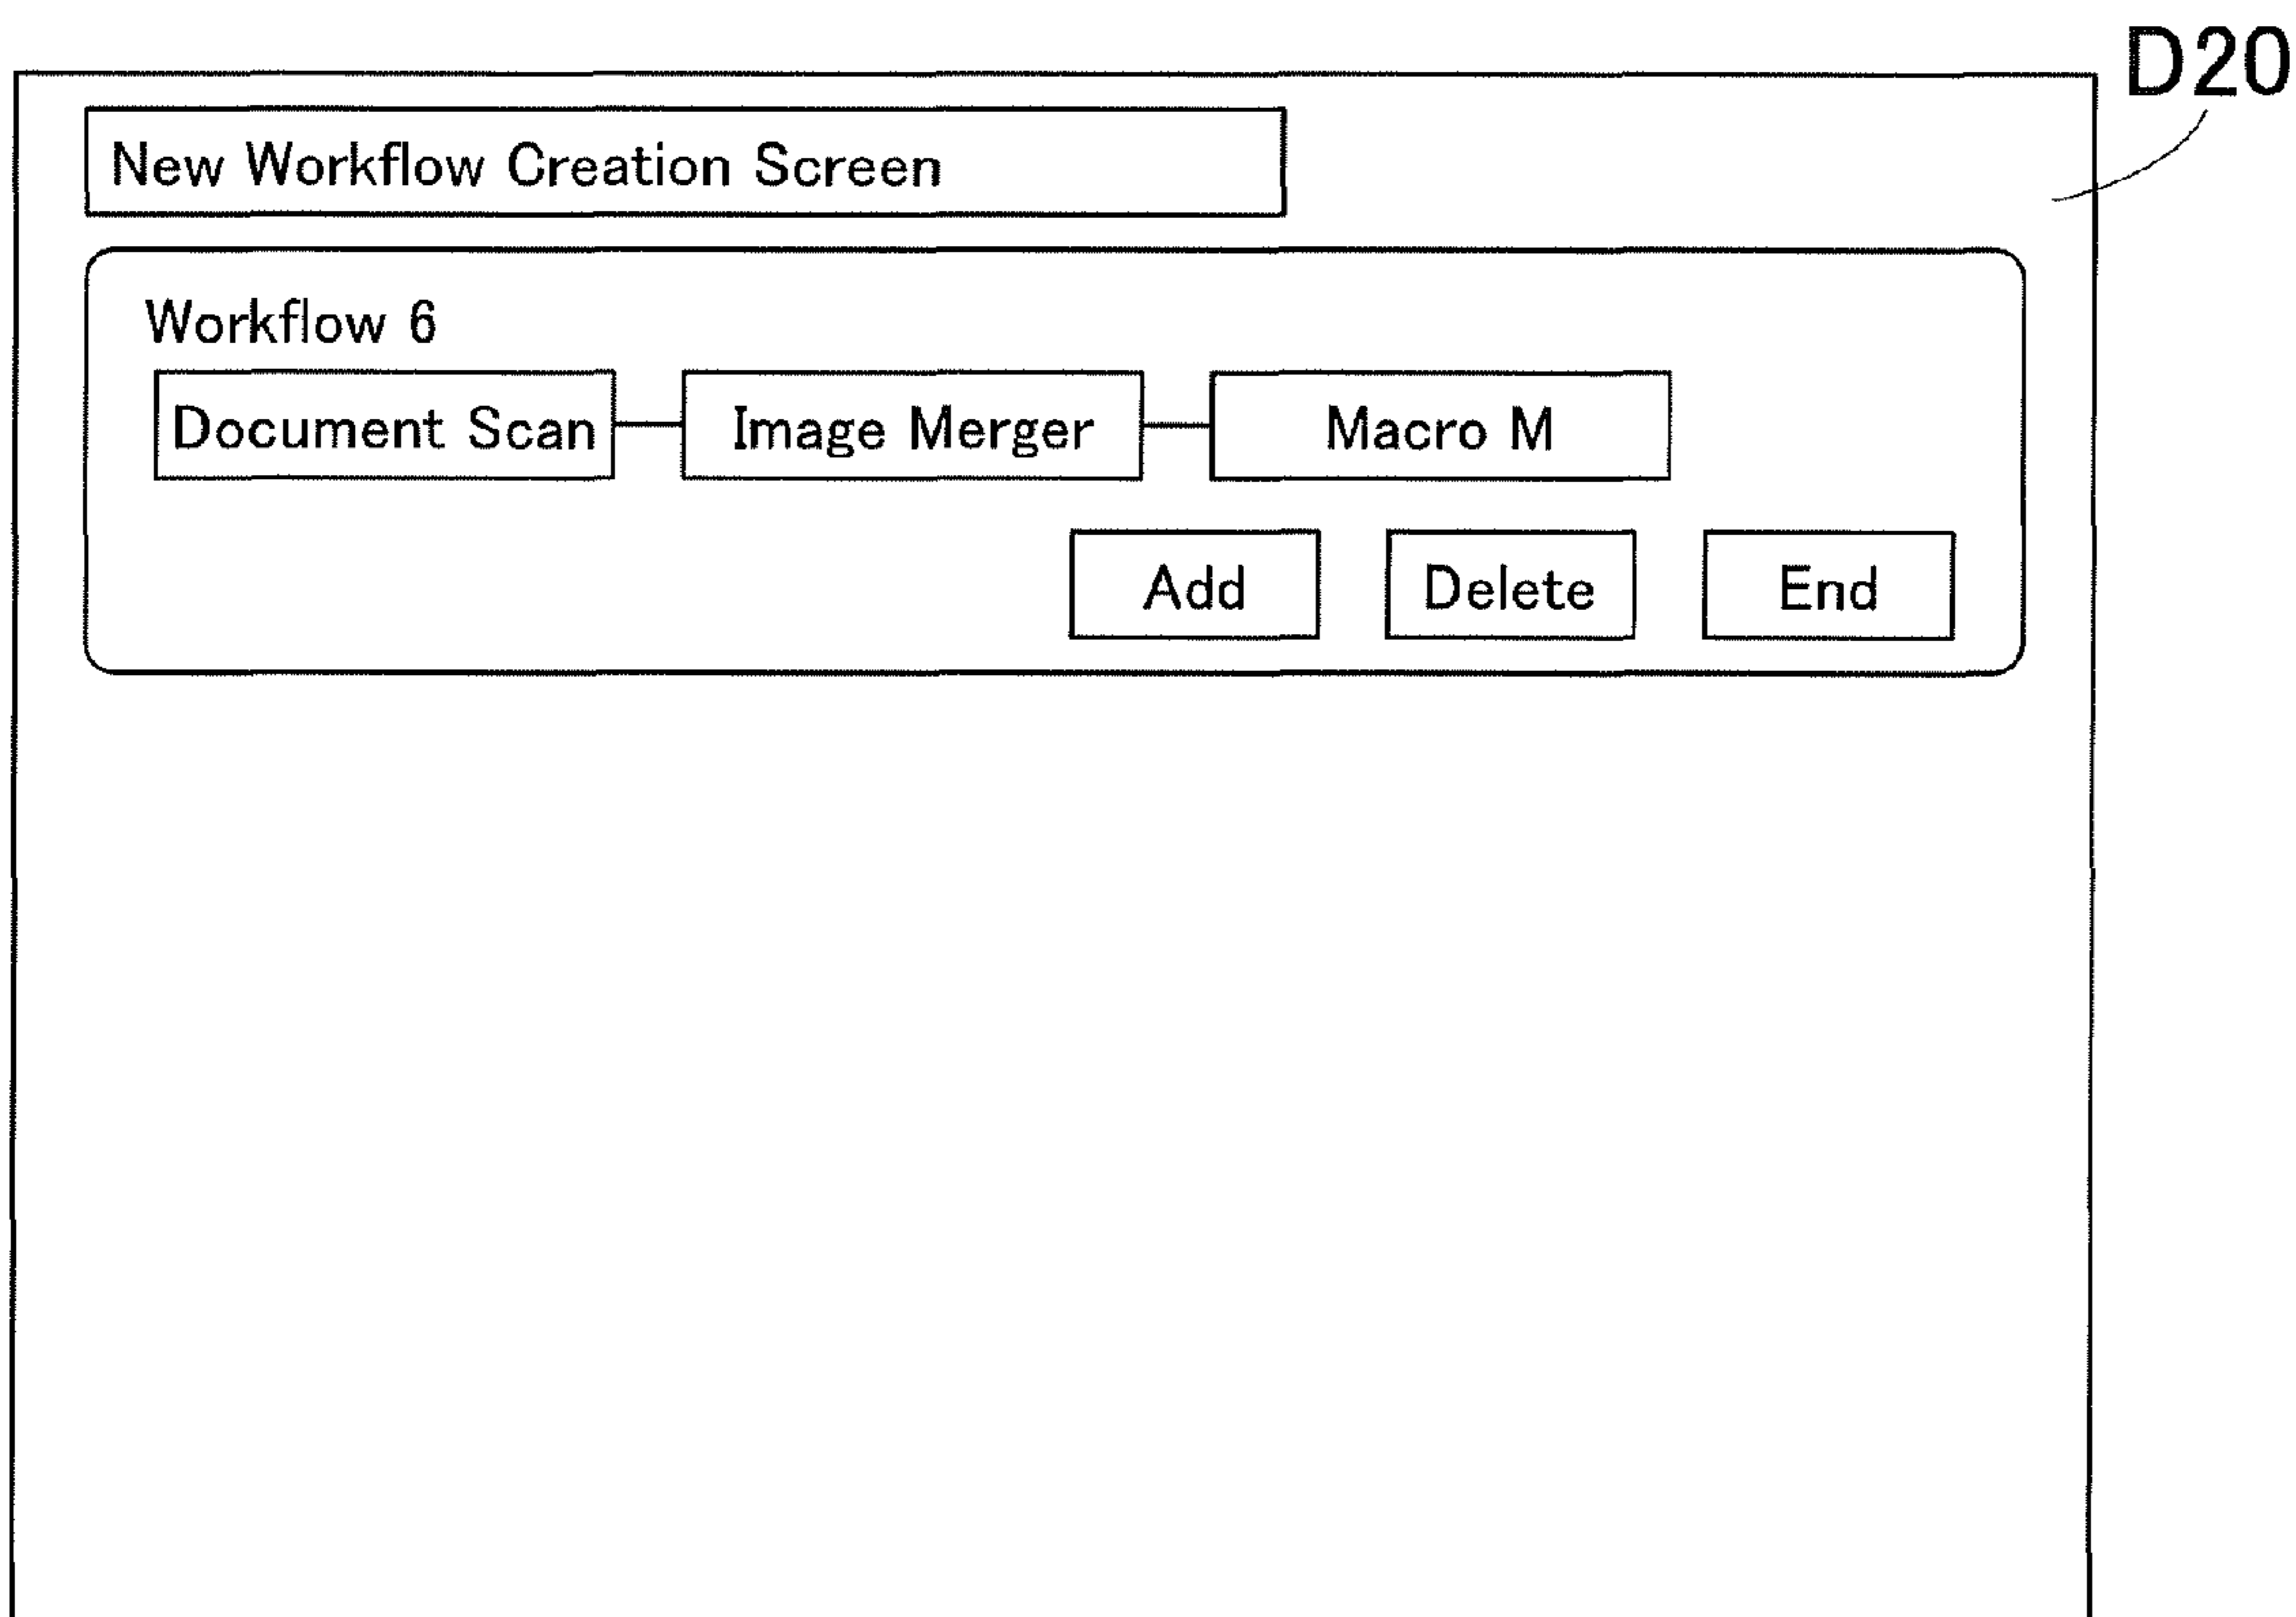 D20
New Workflow Creation Screen
Workflow 6
Document Scan Image Merger Macro M
Add Delete End